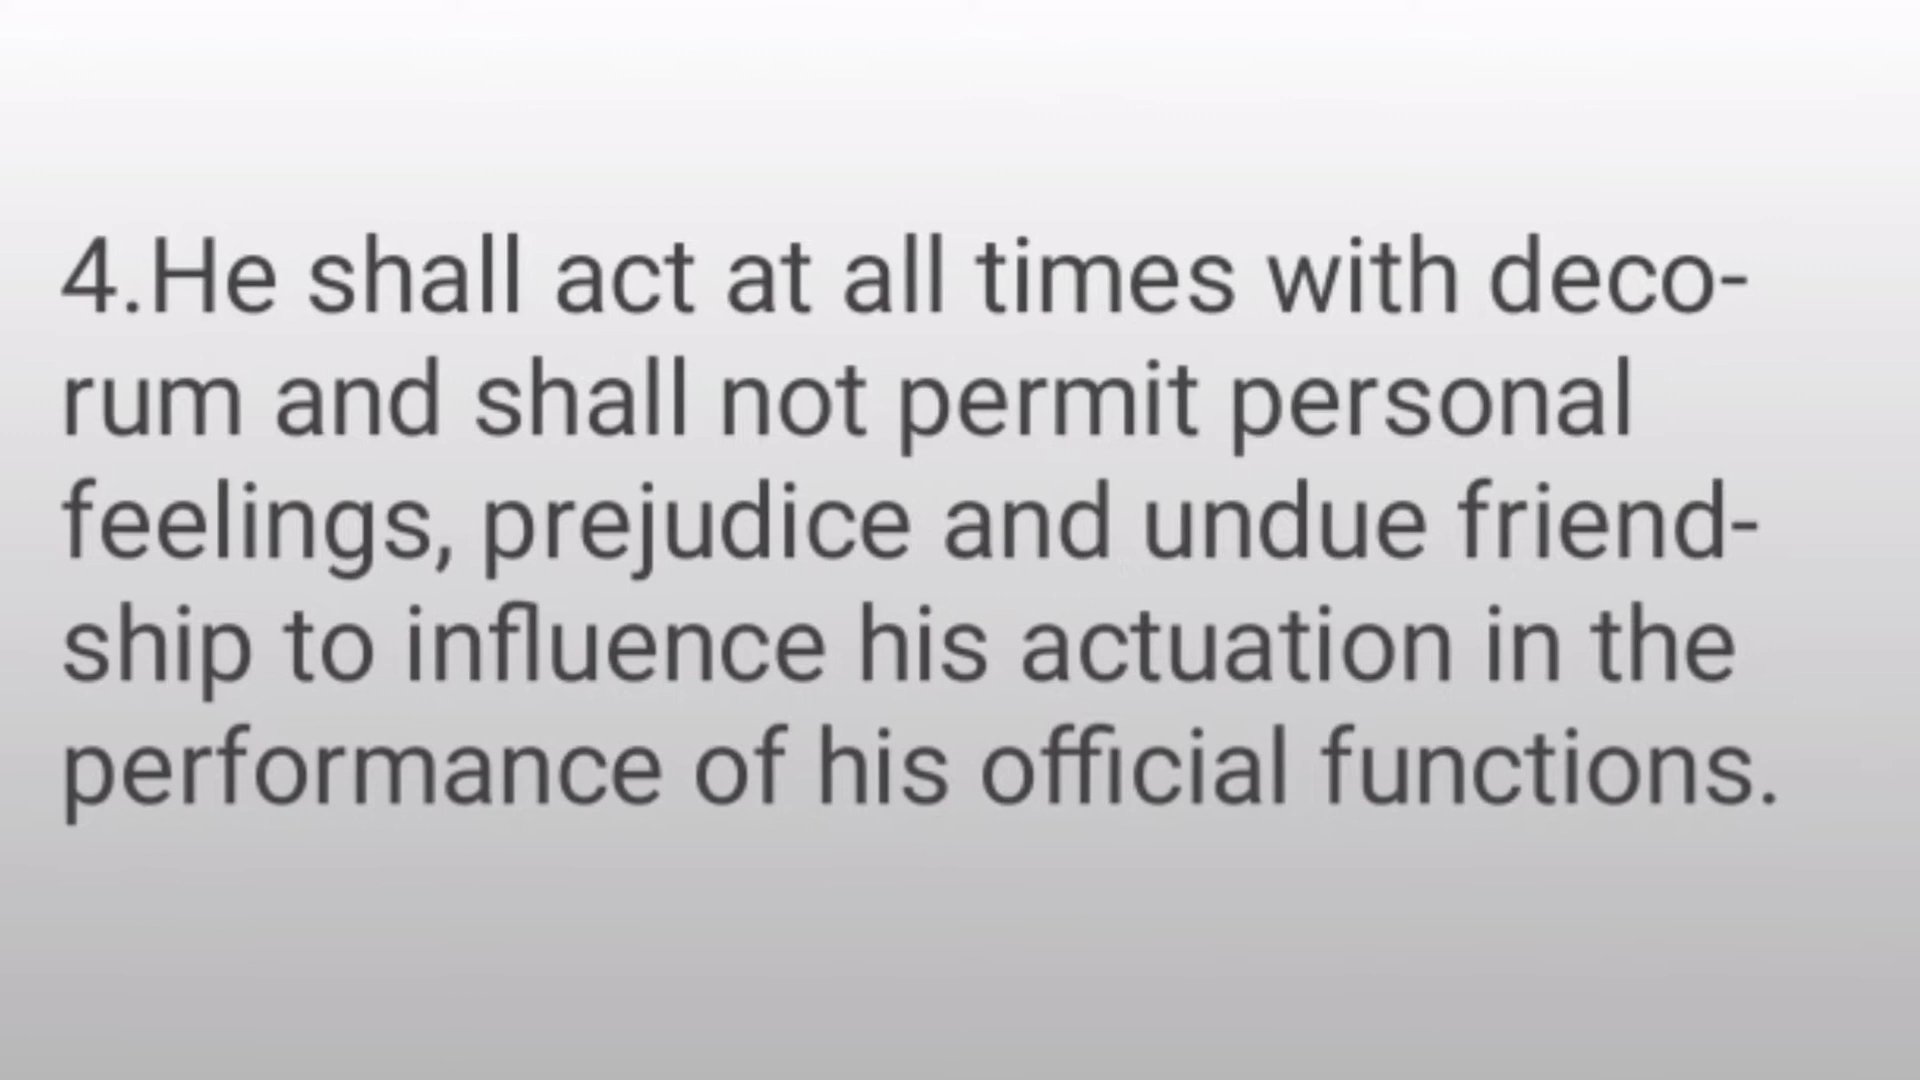 4.He shall act at all times with deco-
rum and shall not permit personal
feelings, prejudice and undue friend-
ship to influence his actuation in the
performance of his official functions.